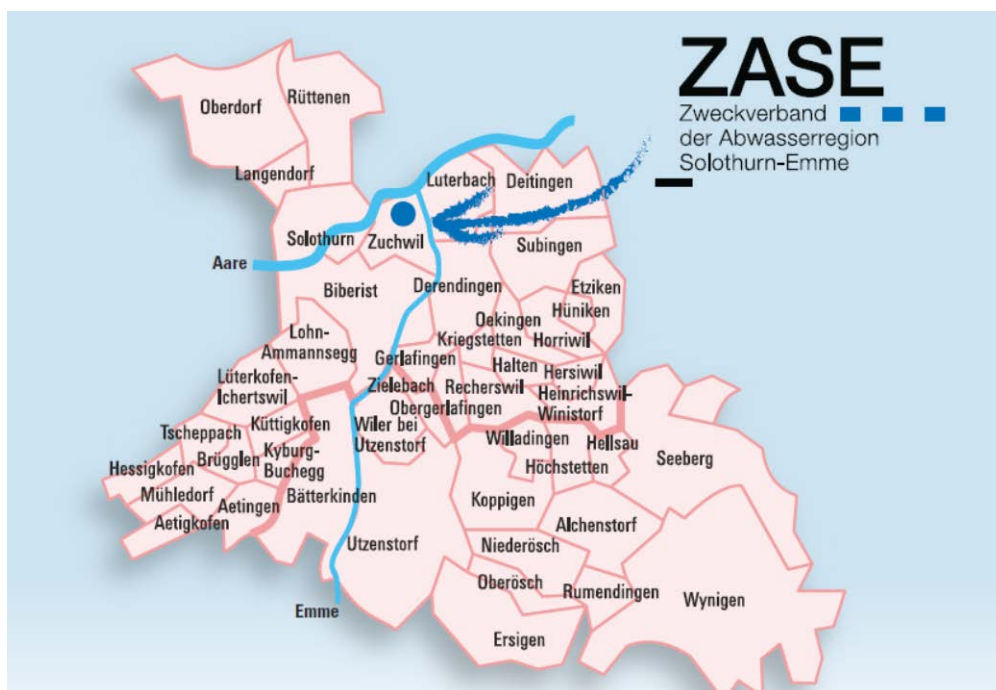 ZASE
Zweckverband
der Abwasserregion
Solothurn-Emme
Oberdorf
Rüttenen
Langendorf
Luterbach
Deitingen
Solothurn
Zuchwil
Subingen
Aare
Biberist
Derendingen
Etziken
Hüniken
Oekingen
Kriegstetten
Horriwil
Lohn-
Ammannsegg
Gerlafingen
Halten
Hersiwil
Lüterkofen-
Ichertswil
Zielebach
Recherswil
Heinrichswil-
Winistorf
Obergerlafingen
Küttigkofen
Wiler bei
Utzenstorf
Tscheppach
Willadingen
Hellsau
Brügglen
Kyburg-
Buchegg
Höchstetten
Seeberg
Hessigkofen
Mühledorf
Aetingen
Bätterkinden
Koppigen
Aetigkofen
Alchenstorf
Utzenstorf
Niederösch
Oberösch
Rumendingen
Wynigen
Emme
Ersigen